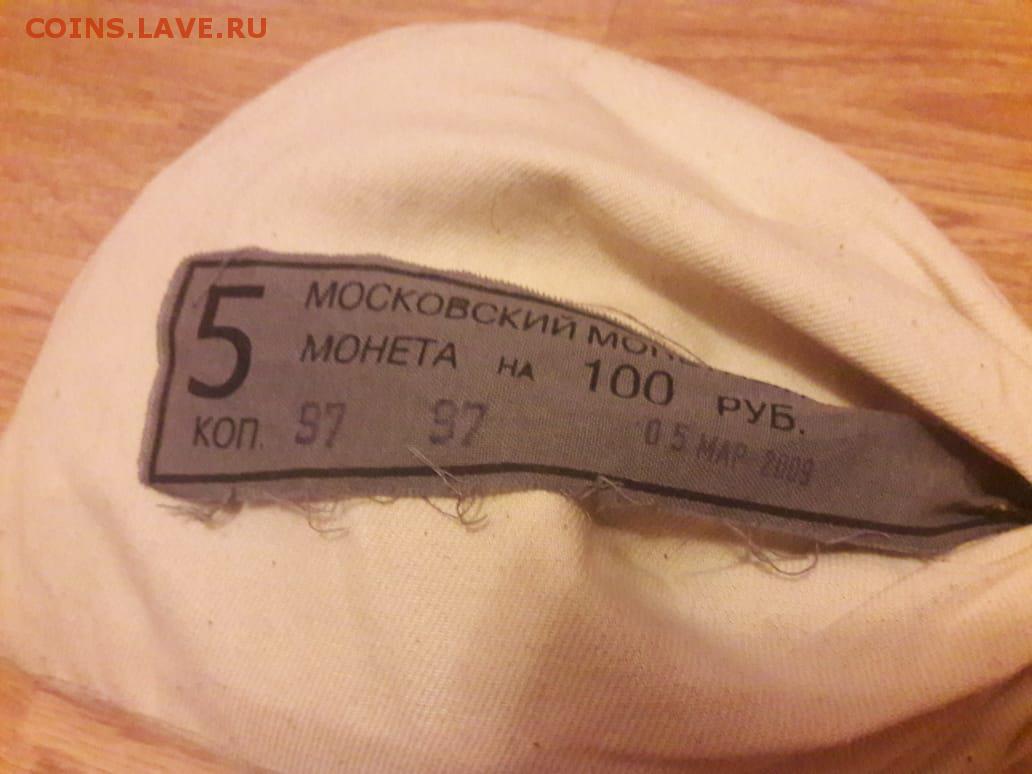 COINS.LAVE.RU
5
КОП.
МОСКОВСКИЙ
МОНЕТА НА 100 РУБ.
97 97 05 МАР 2009